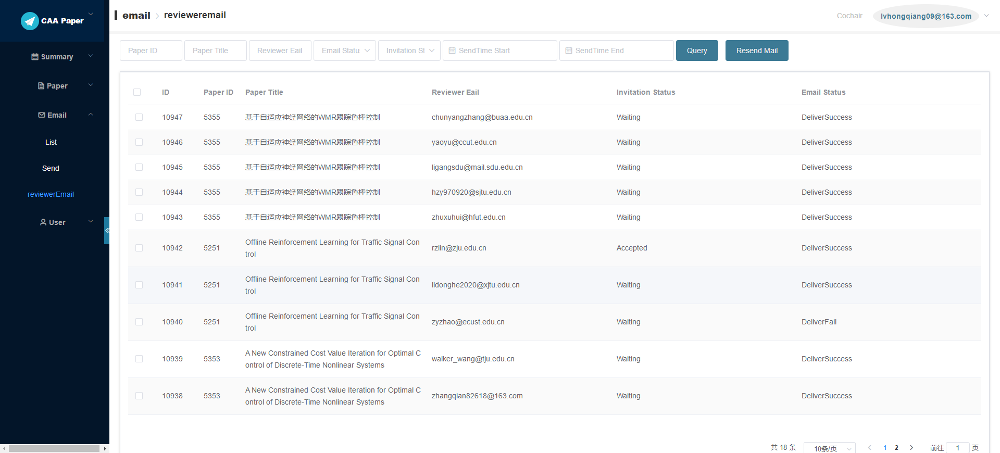 CAA Paper
Summary
Paper
Email
List
Send
reviewerEmail
User
email
revieweremail
Cochair
lvhongqiang09@163.com
Paper ID
Paper Title
Reviewer Eail
Email Statu
Invitation St
SendTime Start
SendTime End
Query
Resend Mail
ID Paper ID Paper Title Reviewer Eail Invitation Status Email Status
10947 5355 基于自适应神经网络的WMR跟踪鲁棒控制 chunyangzhang@buaa.edu.cn Waiting DeliverSuccess
10946 5355 基于自适应神经网络的WMR跟踪鲁棒控制 yaoyu@ccut.edu.cn Waiting DeliverSuccess
10945 5355 基于自适应神经网络的WMR跟踪鲁棒控制 ligangsdu@mail.sdu.edu.cn Waiting DeliverSuccess
10944 5355 基于自适应神经网络的WMR跟踪鲁棒控制 hzy970920@sjtu.edu.cn Waiting DeliverSuccess
10943 5355 基于自适应神经网络的WMR跟踪鲁棒控制 zhuxuhui@hfut.edu.cn Waiting DeliverSuccess
10942 5251 Offline Reinforcement Learning for Traffic Signal Con
trol rzlin@zju.edu.cn Accepted DeliverSuccess
10941 5251 Offline Reinforcement Learning for Traffic Signal Con
trol lidonghe2020@xjtu.edu.cn Waiting DeliverSuccess
10940 5251 Offline Reinforcement Learning for Traffic Signal Con
trol zyzhao@ecust.edu.cn Waiting DeliverFail
10939 5353 A New Constrained Cost Value Iteration for Optimal C
ontrol of Discrete-Time Nonlinear Systems walker_wang@tju.edu.cn Waiting DeliverSuccess
10938 5353 A New Constrained Cost Value Iteration for Optimal C
ontrol of Discrete-Time Nonlinear Systems zhangqian82618@163.com Waiting DeliverSuccess
共 18 条 10条/页 1 2 前往 1 页